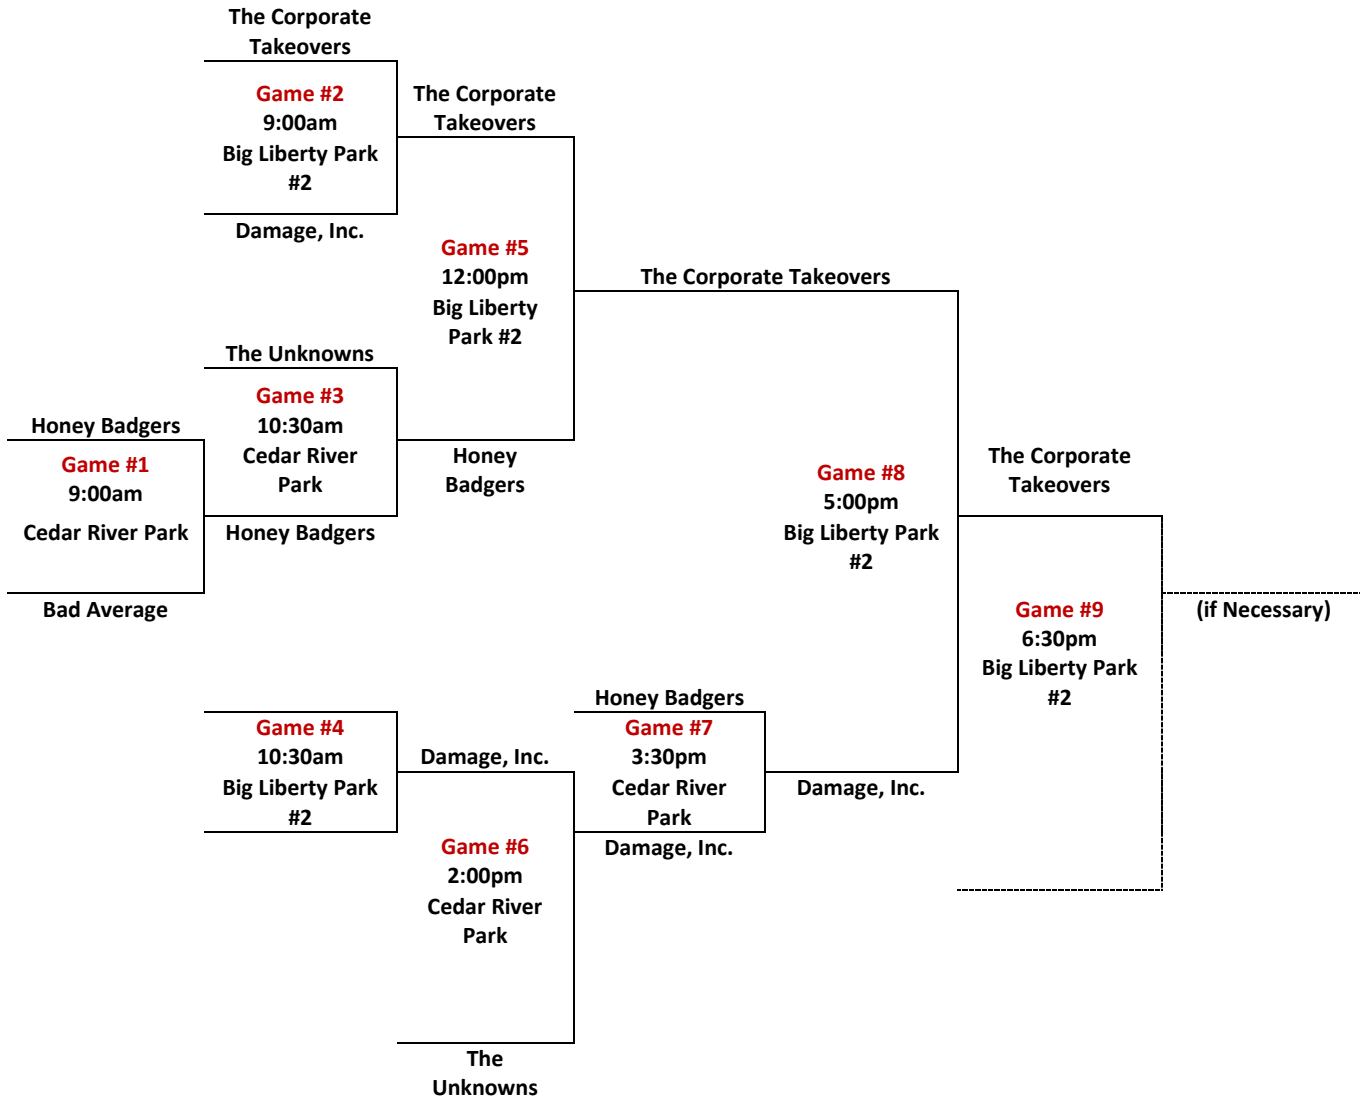 The Corporate
Takeovers
Game #2
9:00am
Big Liberty Park
#2
Damage, Inc.
The Corporate
Takeovers
Game #5
12:00pm
Big Liberty
Park #2
The Corporate Takeovers
The Unknowns
Game #3
10:30am
Cedar River
Park
Honey Badgers
Honey Badgers
Game #1
9:00am
Cedar River Park
Bad Average
Honey
Badgers
Game #8
5:00pm
Big Liberty Park
#2
The Corporate
Takeovers
Game #9
6:30pm
Big Liberty Park
#2
(if Necessary)
Game #4
10:30am
Big Liberty Park
#2
Damage, Inc.
Game #6
2:00pm
Cedar River
Park
The
Unknowns
Honey Badgers
Game #7
3:30pm
Cedar River
Park
Damage, Inc.
Damage, Inc.